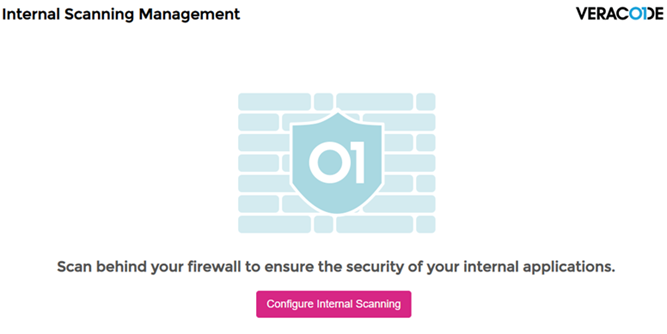 Internal Scanning Management
VERACODE
01
Scan behind your firewall to ensure the security of your internal applications.
Configure Internal Scanning